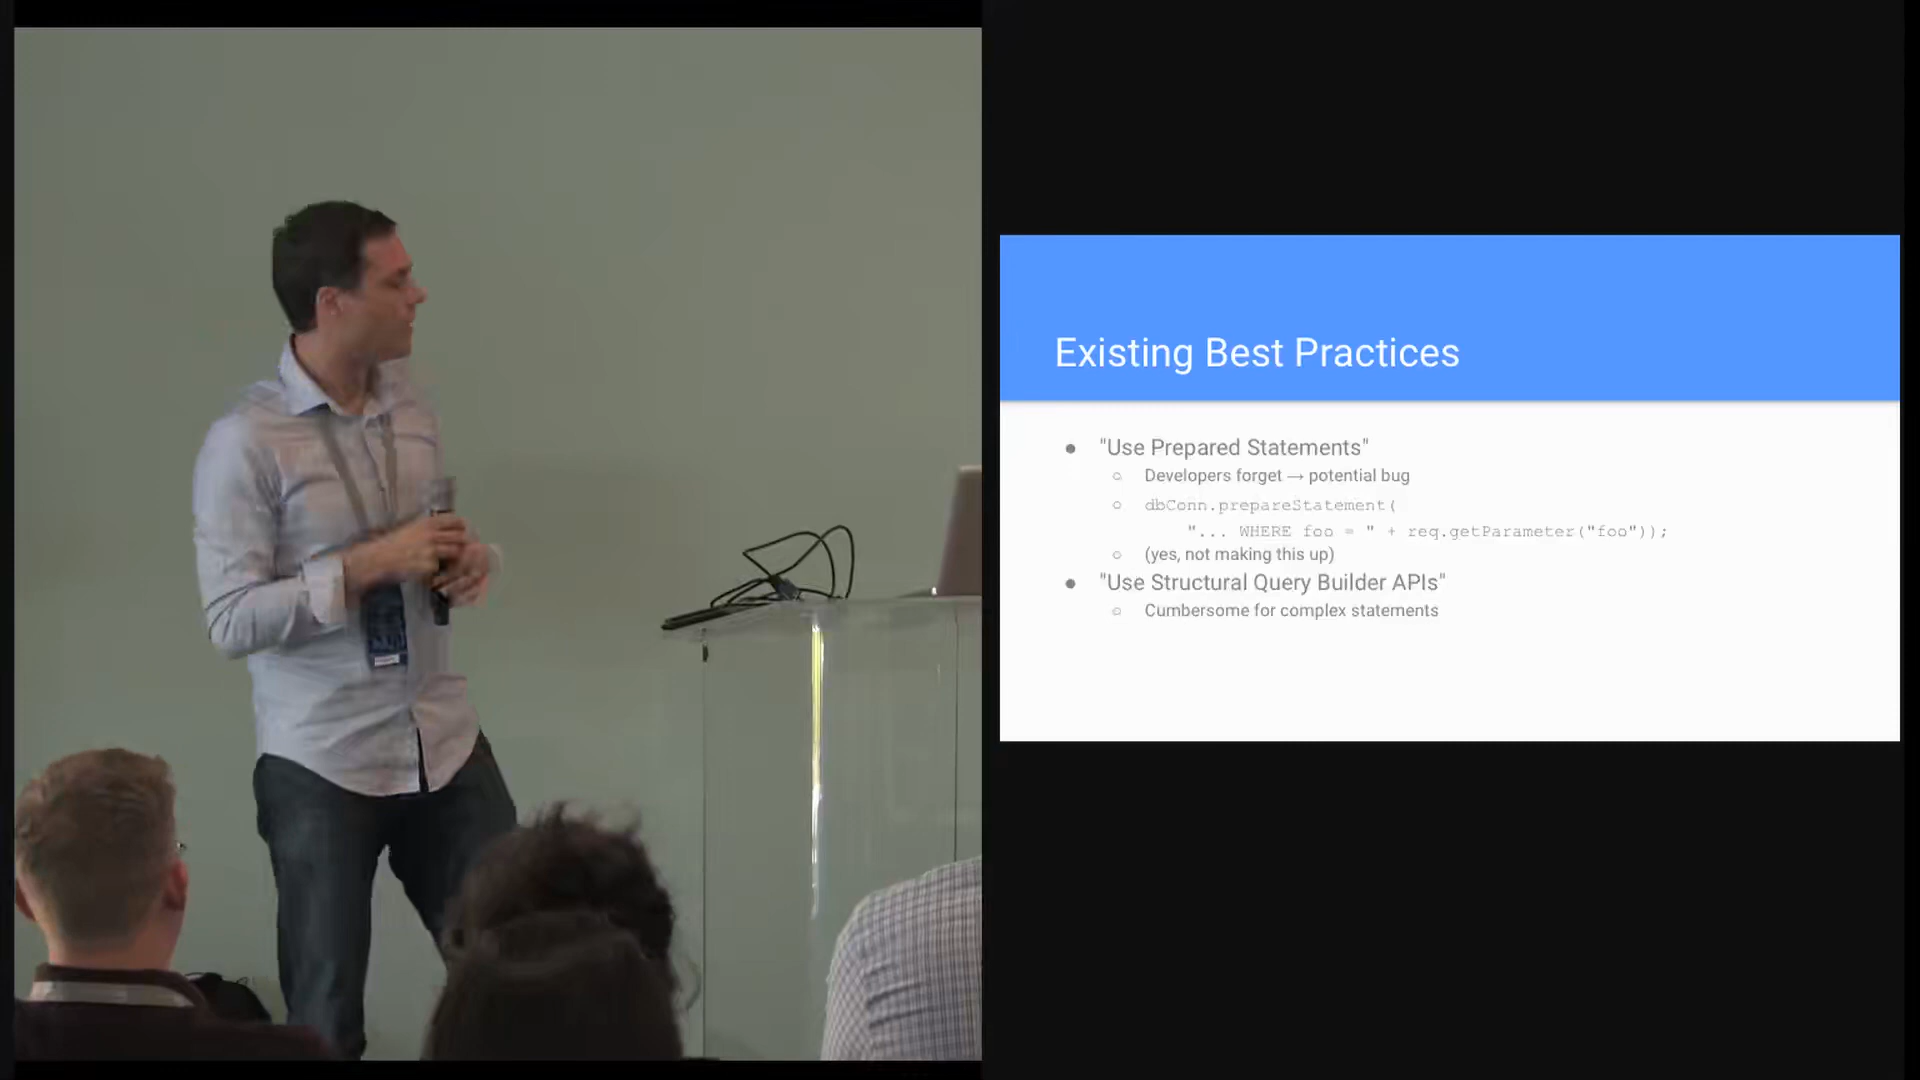 Existing Best Practices
● "Use Prepared Statements"
○ Developers forget → potential bug
○ dbConn.prepareStatement(
"... WHERE foo = " + req.getParameter("foo"));
○ (yes, not making this up)
● "Use Structural Query Builder APIs"
○ Cumbersome for complex statements